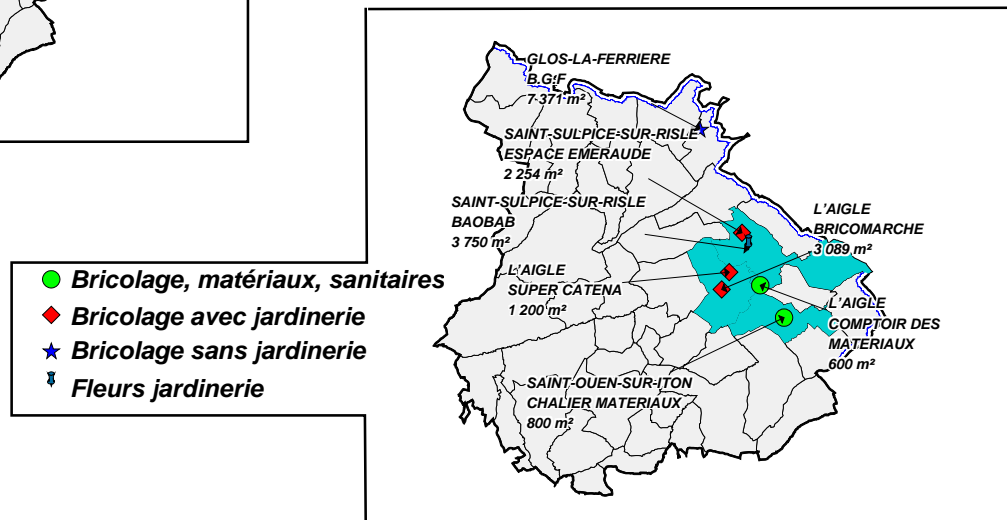 GLOS-LA-FERRIERE
B.G.F
7 371 m²
SAINT-SULPICE-SUR-RISLE
ESPACE EMERAUDE
2 254 m²
SAINT-SULPICE-SUR-RISLE
BAOBAB
3 750 m²
L'AIGLE
BRICOMARCHE
3 089 m²
L'AIGLE
SUPER CATENA
1 200 m²
L'AIGLE
COMPTOIR DES
MATERIAUX
600 m²
SAINT-OUEN-SUR-ITON
CHALIER MATERIAUX
800 m²
Bricolage, matériaux, sanitaires
Bricolage avec jardinerie
Bricolage sans jardinerie
Fleurs jardinerie